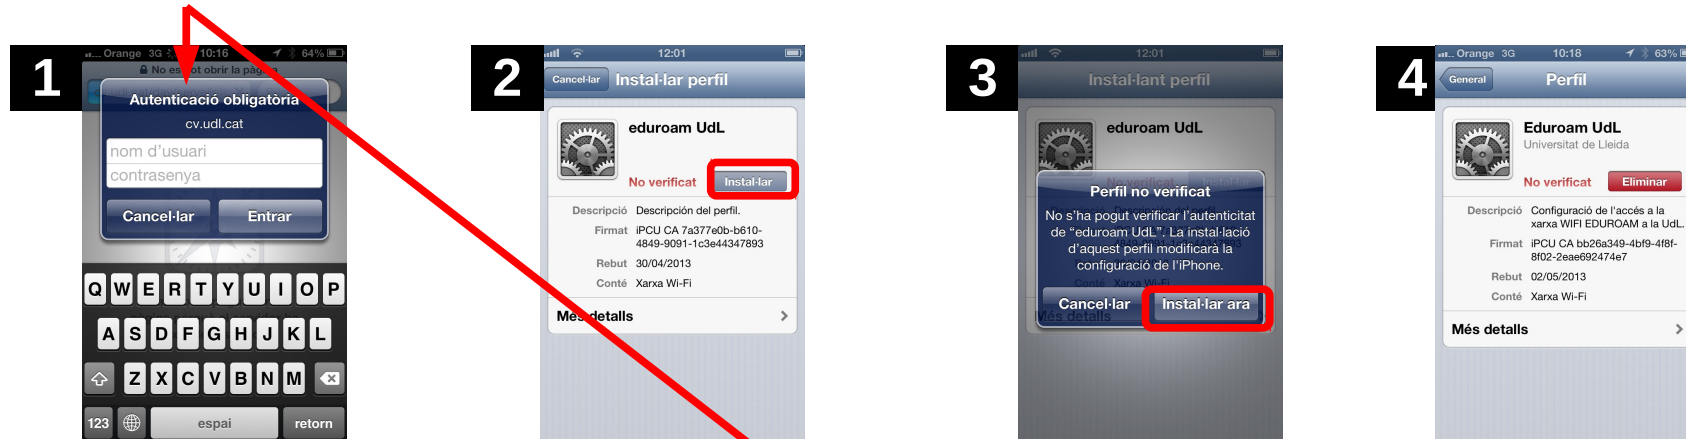 1
Orange 3G 10:16 64%
No es pot obrir la pàgina
Autenticació obligatòria
cv.udl.cat
nom d'usuari
contrasenya
Cancel·lar Entrar
Q W E R T Y U I O P
A S D F G H J K L
Z X C V B N M
123 espai retorn
2
12:01
Cancel·lar Instal·lar perfil
eduroam UdL
No verificat Instal·lar
Descripció Descripción del perfil.
Firmat iPCU CA 7a377e0b-b610-
4849-9091-1c3e44347893
Rebut 30/04/2013
Conté Xarxa Wi-Fi
Més detalls
3
12:01
Instal·lant perfil
eduroam UdL
No verificat Instal·lar
Perfil no verificat
No s'ha pogut verificar l'autenticitat
de “eduroam UdL”. La instal·lació
d'aquest perfil modificarà la
configuració de l'iPhone.
Cancel·lar Instal·lar ara
Més detalls
4
Orange 3G 10:18 63%
General Perfil
Eduroam UdL
Universitat de Lleida
No verificat Eliminar
Descripció Configuració de l'accés a la
xarxa WIFI EDUROAM a la UdL.
Firmat iPCU CA bb26a349-4bf9-4f8f-
8f02-2eae692474e7
Rebut 02/05/2013
Conté Xarxa Wi-Fi
Més detalls